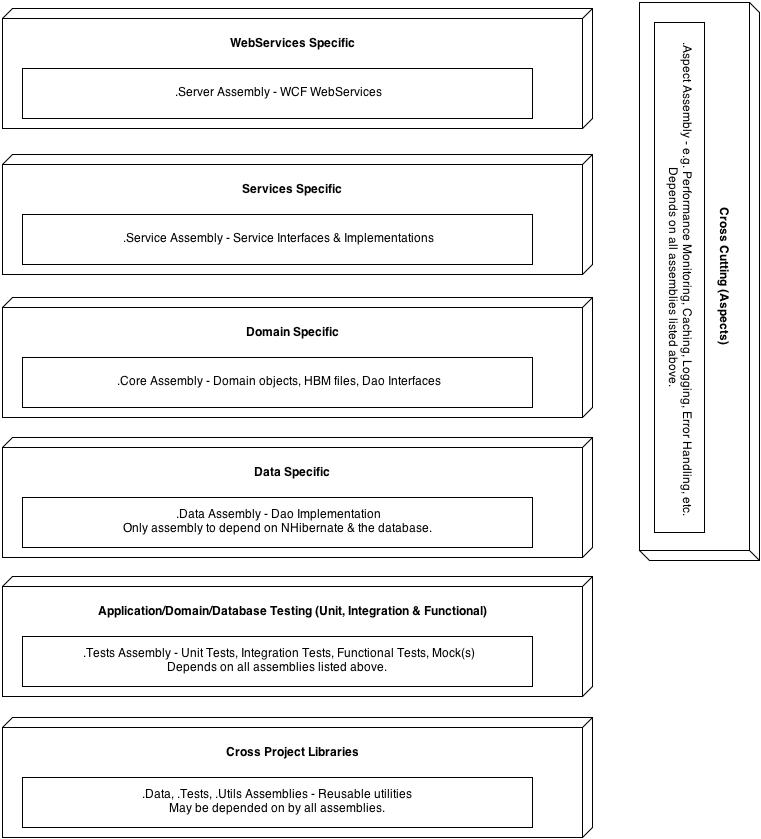 WebServices Specific
.Server Assembly - WCF WebServices
Services Specific
.Service Assembly - Service Interfaces & Implementations
Domain Specific
.Core Assembly - Domain objects, HBM files, Dao Interfaces
Data Specific
.Data Assembly - Dao Implementation
Only assembly to depend on NHibernate & the database.
Application/Domain/Database Testing (Unit, Integration & Functional)
.Tests Assembly - Unit Tests, Integration Tests, Functional Tests, Mock(s)
Depends on all assemblies listed above.
Cross Project Libraries
.Data, .Tests, .Utils Assemblies - Reusable utilities
May be depended on by all assemblies.
Cross Cutting (Aspects)
.Aspect Assembly - e.g. Performance Monitoring, Caching, Logging, Error Handling, etc.
Depends on all assemblies listed above.